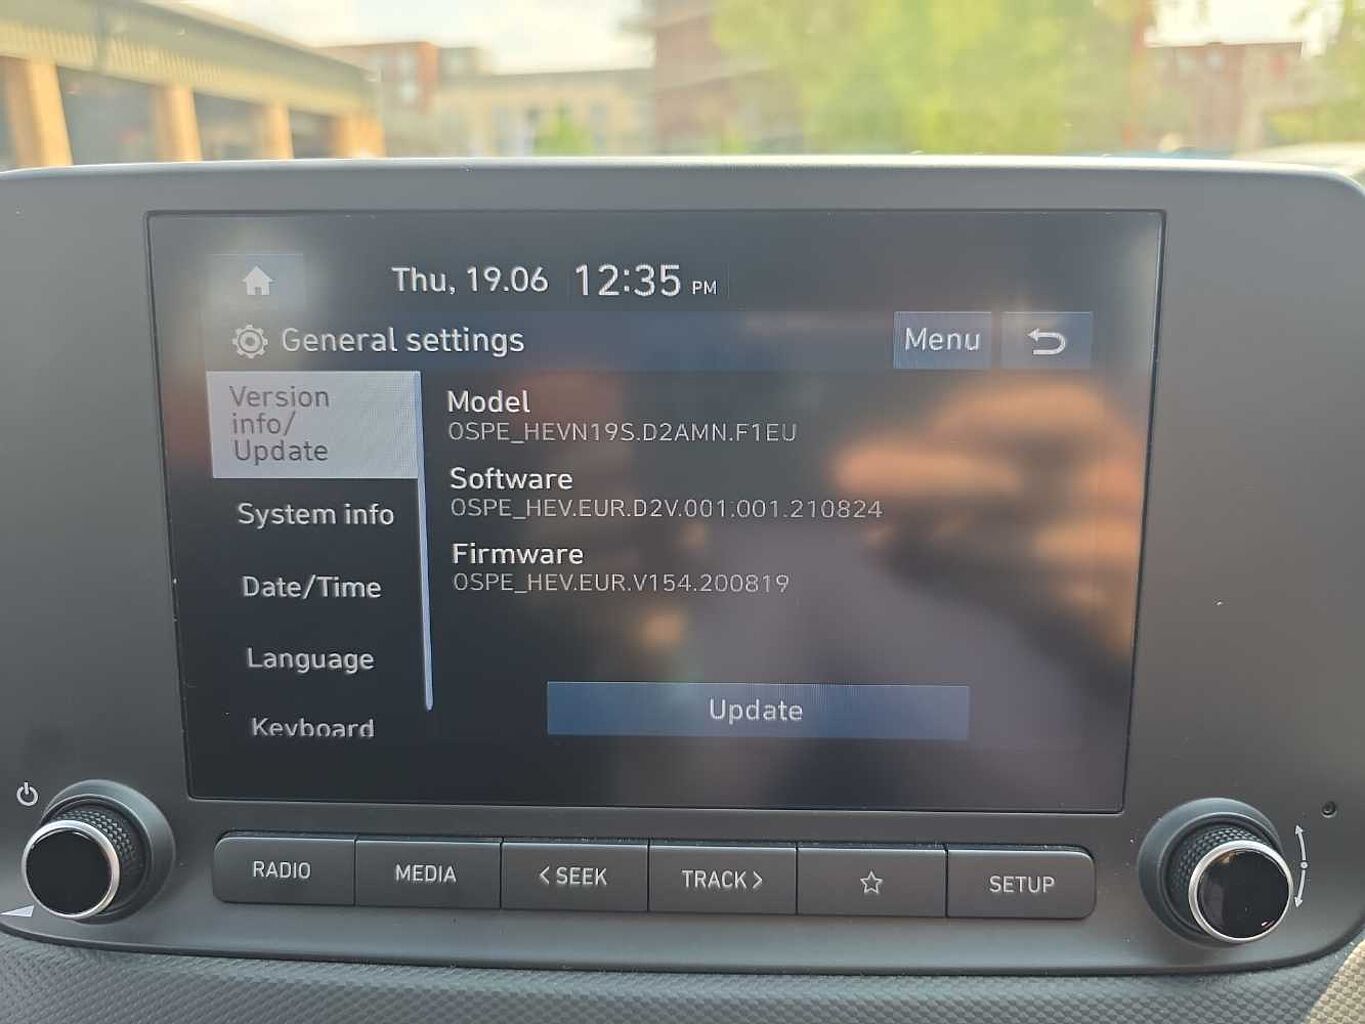 Thu, 19.06 12:35 PM
General settings Menu
Version
info/
Update
Model
OSPE_HEVN19S.D2AMN.F1EU
Software
OSPE_HEV.EUR.D2V.001.001.210824
Firmware
OSPE_HEV.EUR.V154.200819
System info
Date/Time
Language
Keyboard
Update
RADIO
MEDIA
< SEEK
TRACK >
SETUP